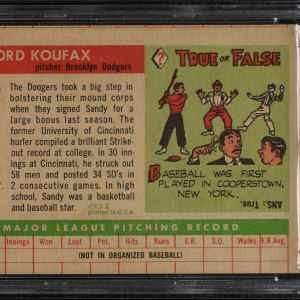 ORD KOUFAX
pitcher Brooklyn Dodgers
The Doogers took a big step in
bolstering their mound corps
when they signed Sandy for a
large bonus last season. The
former University of Cincinnati
hurler compiled a brilliant Strike-
out record at college. In 30 inn-
ings at Cincinnati, he struck out
58 men and posted 34 SO's in
2 consecutive games. In high
school, Sandy was a basketball
and baseball star.
©T.C.G.
printed in U.S.A
? TRUE OR FALSE
BASEBALL WAS FIRST
PLAYED IN COOPERSTOWN,
NEW YORK.
ANS.: True.
MAJOR LEAGUE PITCHING RECORD
Innings Won Lost Pct. Hits Runs E.R. S.O. Walks E.R.Avg.
(NOT IN ORGANIZED BASEBALL)